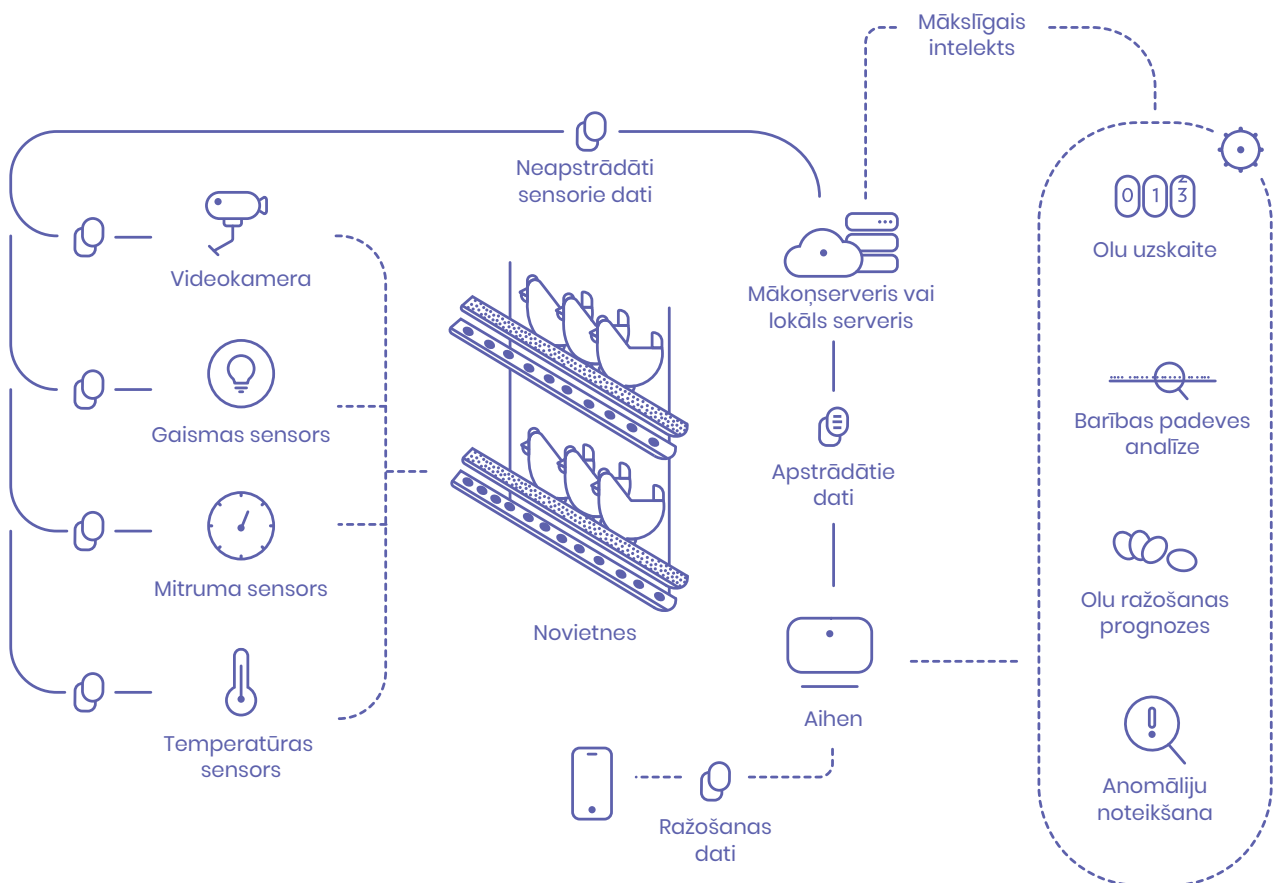 Mākslīgais
intelekts
Neapstrādāti
sensorie dati
Videokamera
Gaismas sensors
Mitruma sensors
Temperatūras
sensors
Novietnes
Mākoņserveris vai
lokāls serveris
Apstrādātie
dati
Aihen
Ražošanas
dati
0 1 2 3
Olu uzskaite
Barības padeves
analīze
Olu ražošanas
prognozes
Anomāliju
noteikšana